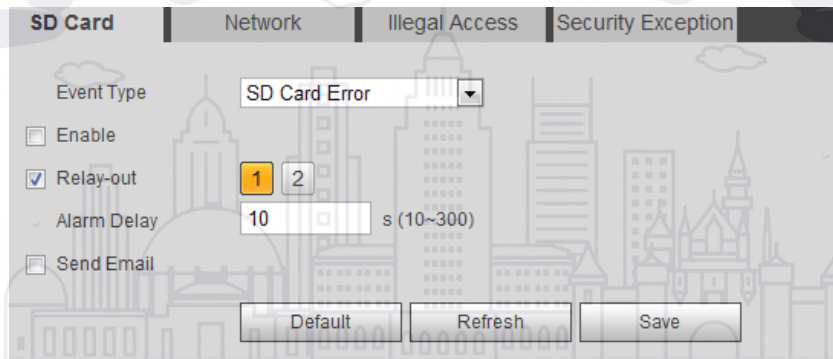 SD Card Network Illegal Access Security Exception
Event Type SD Card Error
Enable
Relay-out 1 2
Alarm Delay 10 s (10~300)
Send Email
Default Refresh Save